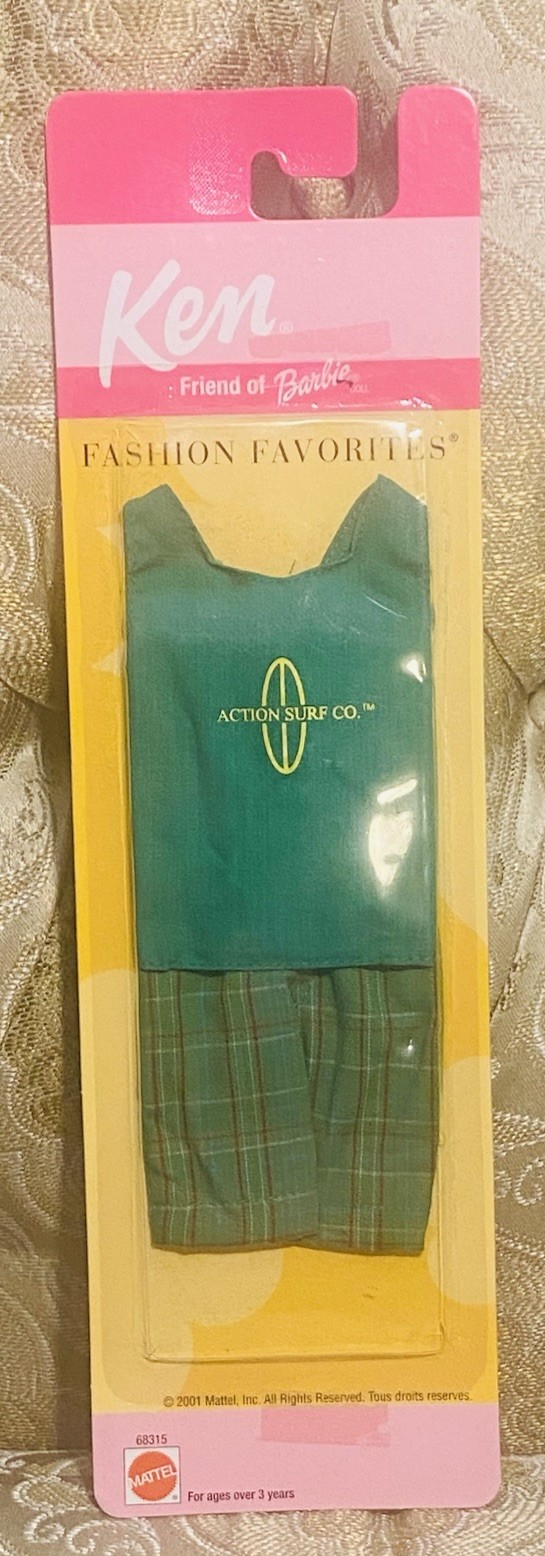 Ken®
Friend of Barbie® DOLL
FASHION FAVORITES®
ACTION SURF CO.™
© 2001 Mattel, Inc. All Rights Reserved. Tous droits reserves.
68315
MATTEL®
For ages over 3 years